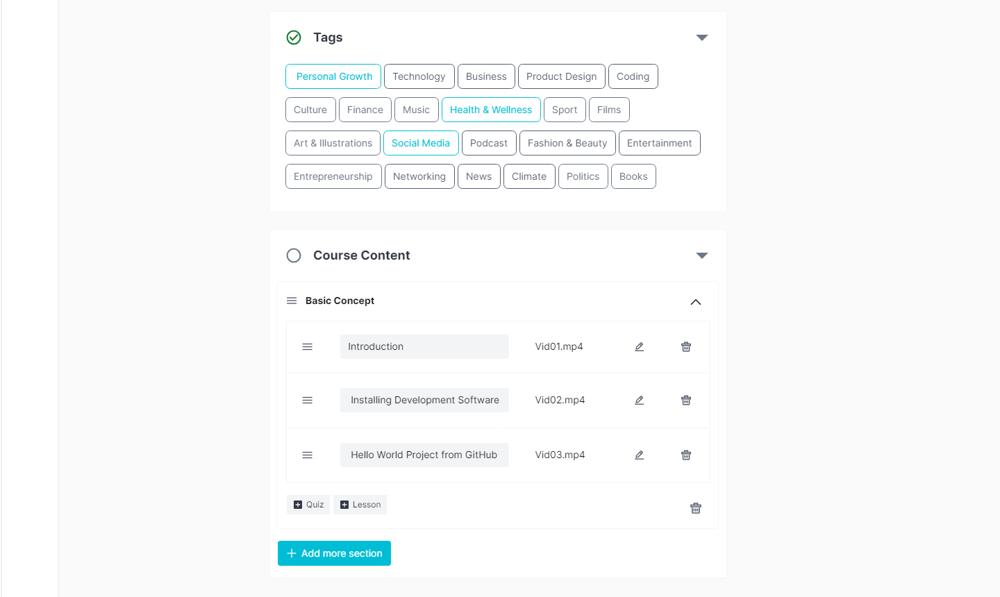 Tags
Personal Growth Technology Business Product Design Coding
Culture Finance Music Health & Wellness Sport Films
Art & Illustrations Social Media Podcast Fashion & Beauty Entertainment
Entrepreneurship Networking News Climate Politics Books
Course Content
Basic Concept
Introduction Vid01.mp4
Installing Development Software Vid02.mp4
Hello World Project from GitHub Vid03.mp4
Quiz Lesson
Add more section